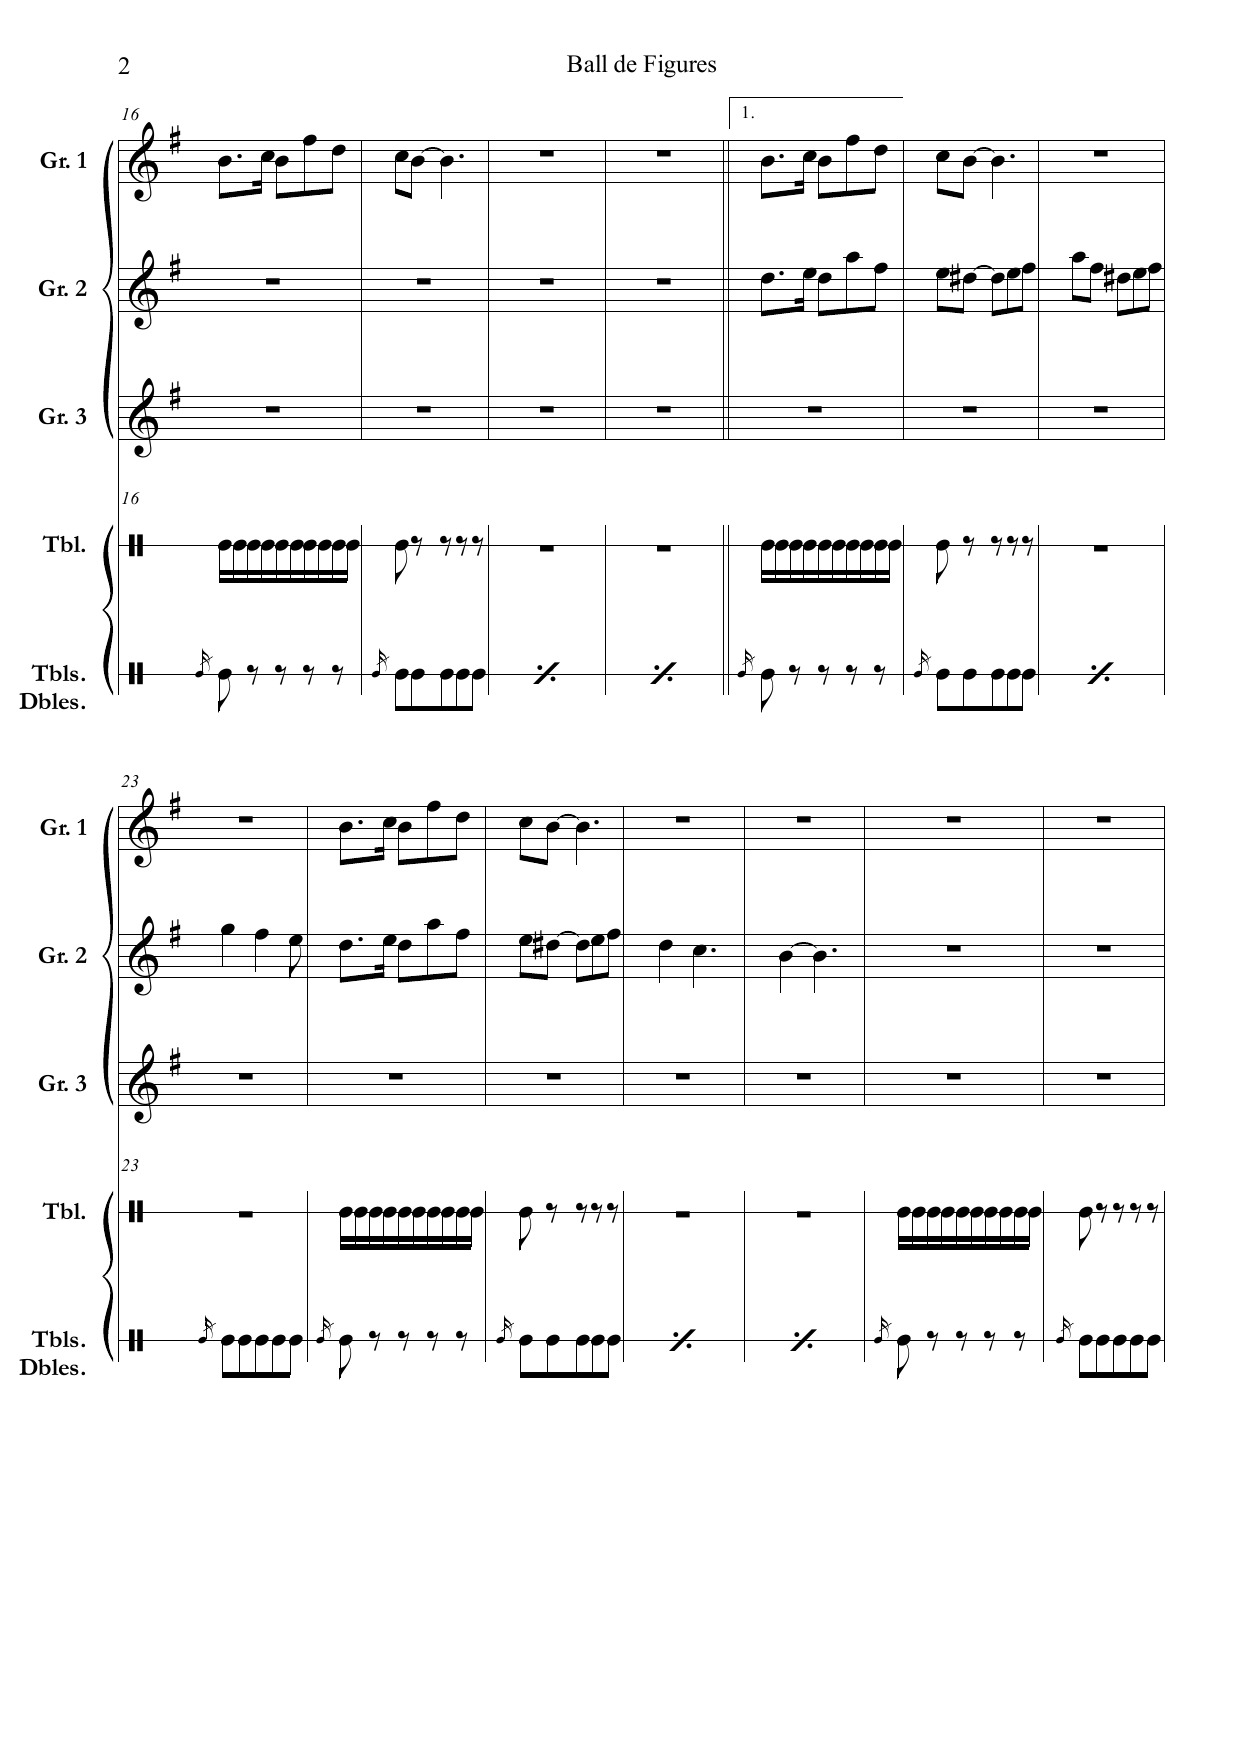 2
Ball de Figures
16
1.
Gr. 1
Gr. 2
Gr. 3
16
Tbl.
Tbls.
Dbles.
23
Gr. 1
Gr. 2
Gr. 3
23
Tbl.
Tbls.
Dbles.